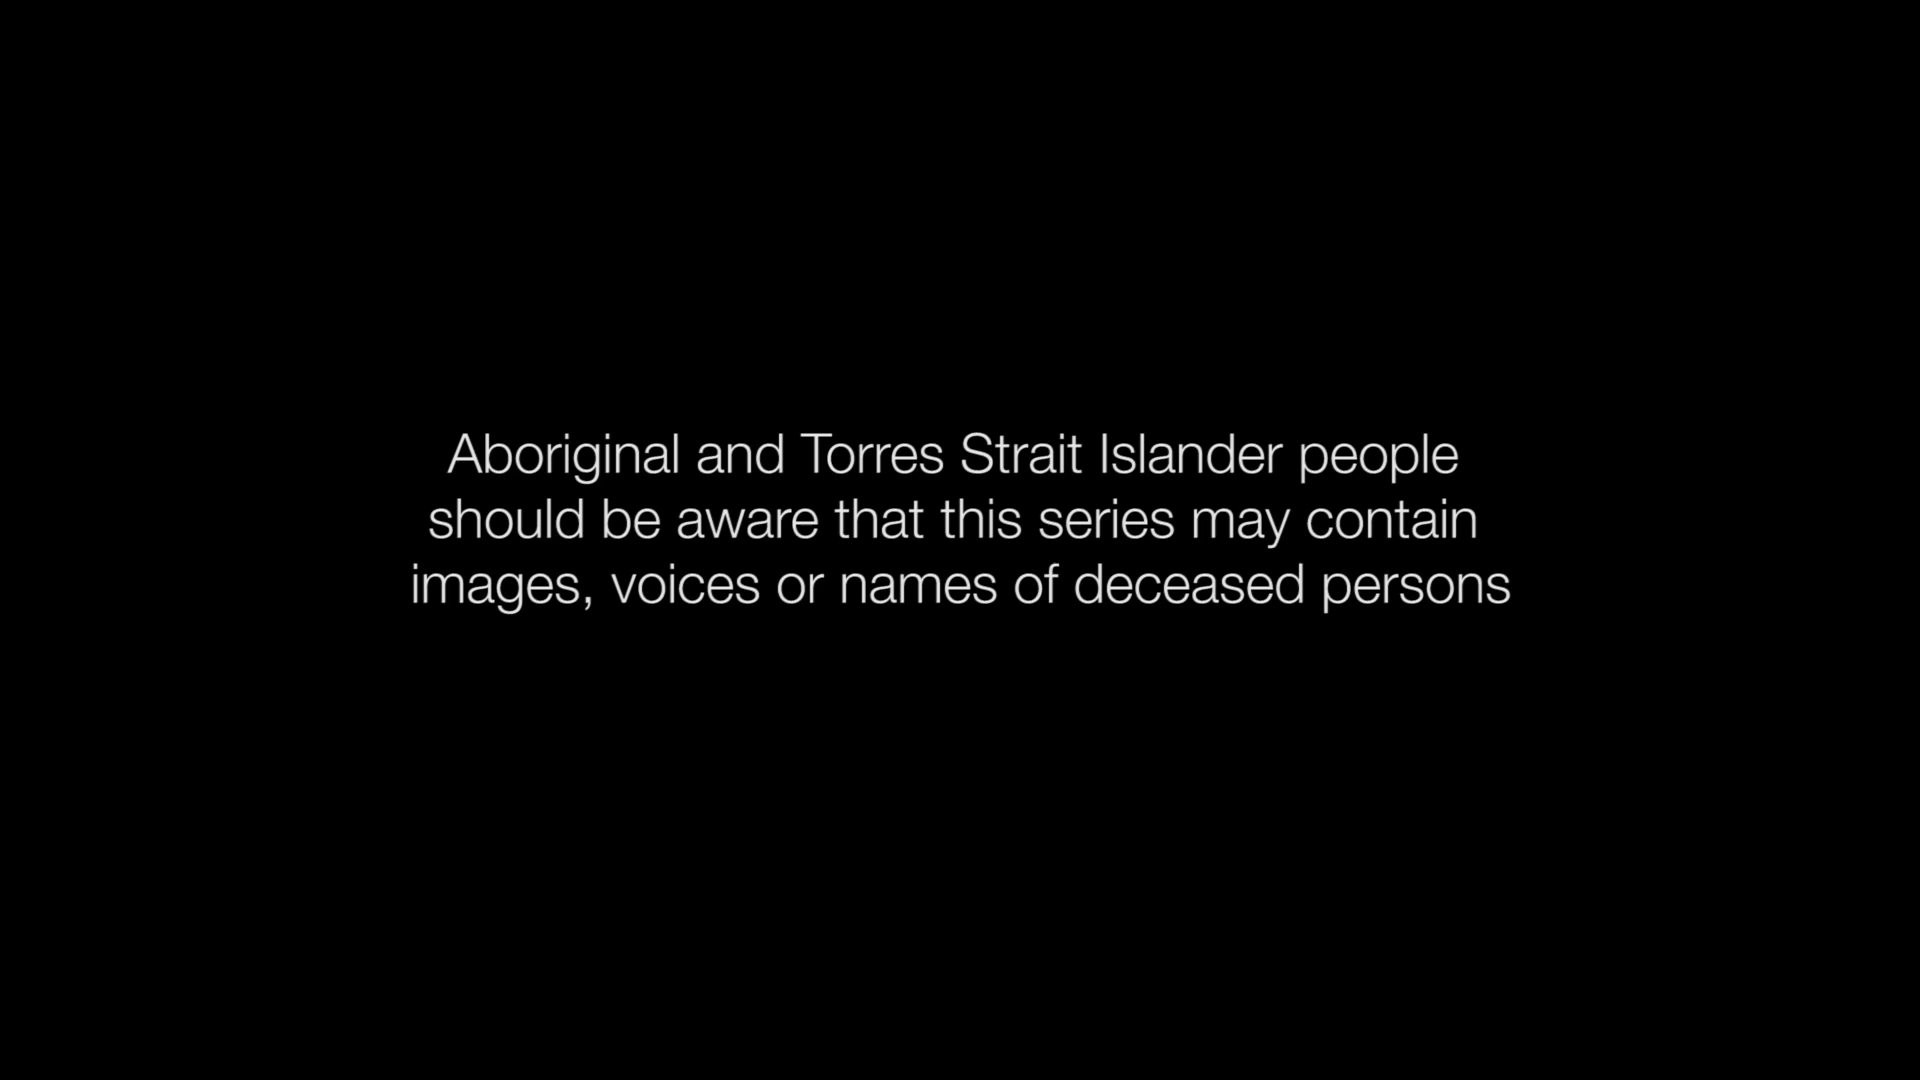 Aboriginal and Torres Strait Islander people
should be aware that this series may contain
images, voices or names of deceased persons